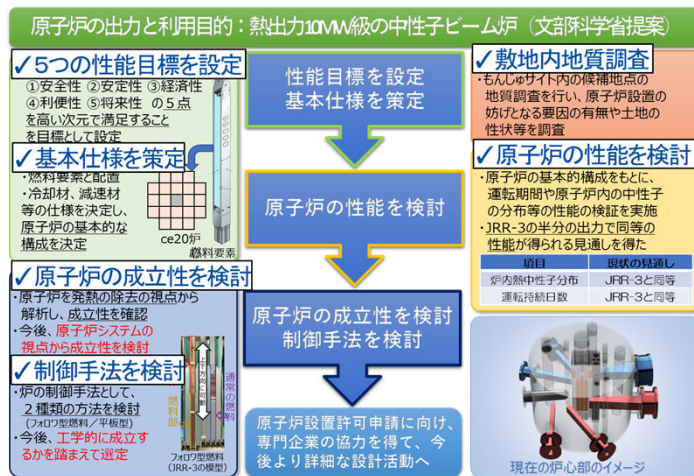 原子炉の出力と利用目的：熱出力10MW級の中性子ビーム炉（文部科学省提案）
✓5つの性能目標を設定
①安全性 ②安定性 ③経済性
④利便性 ⑤将来性 の５点
を高い次元で満足すること
を目標として設定
✓基本仕様を策定
・燃料要素と配置
・冷却材、減速材
等の仕様を決定し、
原子炉の基本的な
構成を決定
ce20炉
燃料要素
✓原子炉の成立性を検討
・原子炉を発熱の除去の視点から
解析し、成立性を確認
・今後、原子炉システムの
視点から成立性を検討
✓制御手法を検討
・炉の制御手法として、
２種類の方法を検討
(フォロワ型燃料／平板型)
・今後、工学的に成立す
るかを踏まえて選定
上下方向に可動
通常の燃料
燃料部
フォロワ型燃料
(JRR-3の模型)
性能目標を設定
基本仕様を策定
原子炉の性能を検討
原子炉の成立性を検討
制御手法を検討
原子炉設置許可申請に向け、
専門企業の協力を得て、今
後より詳細な設計活動へ
✓敷地内地質調査
・もんじゅサイト内の候補地点の
地質調査を行い、原子炉設置の
妨げとなる要因の有無や土地の
性状等を調査
✓原子炉の性能を検討
・原子炉の基本的構成をもとに、
運転期間や原子炉内の中性子
の分布等の性能の検証を実施
・JRR-3の半分の出力で同等の
性能が得られる見通しを得た
項目 現状の見通し
炉内熱中性子分布 JRR-3と同等
運転持続日数 JRR-3と同等
現在の炉心部のイメージ